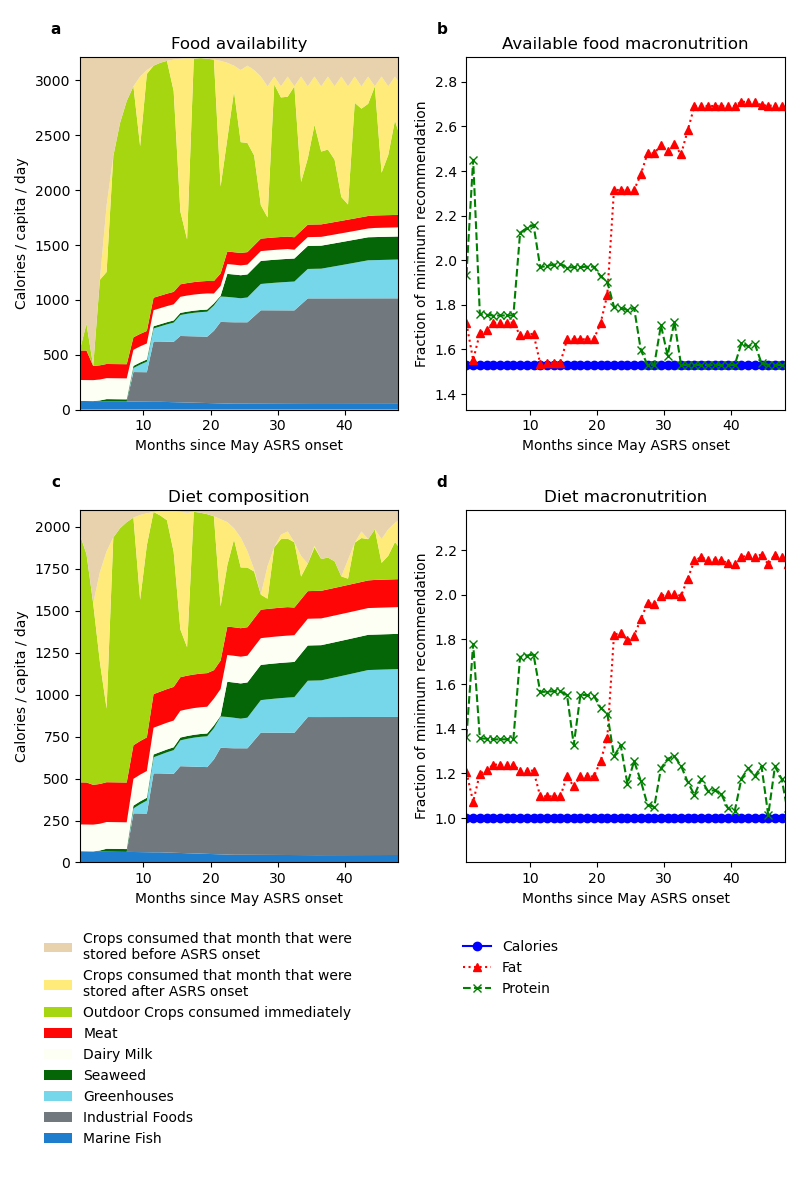 a
Food availability
3000
2500
2000
1500
1000
500
0
Calories / capita / day
10
20
30
40
Months since May ASRS onset
b
Available food macronutrition
2.8
2.6
2.4
2.2
2.0
1.8
1.6
1.4
Fraction of minimum recommendation
10
20
30
40
Months since May ASRS onset
c
Diet composition
2000
1750
1500
1250
1000
750
500
250
0
Calories / capita / day
10
20
30
40
Months since May ASRS onset
d
Diet macronutrition
2.2
2.0
1.8
1.6
1.4
1.2
1.0
Fraction of minimum recommendation
10
20
30
40
Months since May ASRS onset
Crops consumed that month that were
stored before ASRS onset
Crops consumed that month that were
stored after ASRS onset
Outdoor Crops consumed immediately
Meat
Dairy Milk
Seaweed
Greenhouses
Industrial Foods
Marine Fish
Calories
Fat
Protein